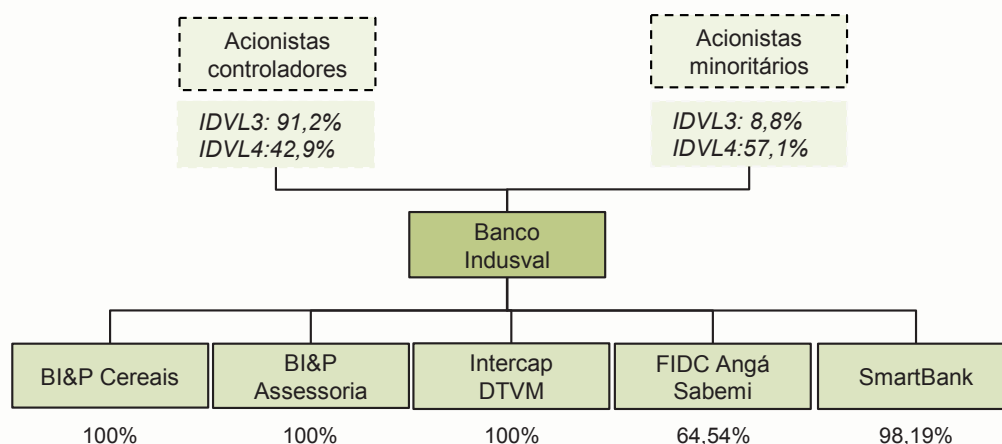 Acionistas
controladores
Acionistas
minoritários
IDVL3: 91,2%
IDVL4:42,9%
IDVL3: 8,8%
IDVL4:57,1%
Banco
Indusval
BI&P Cereais
BI&P
Assessoria
Intercap
DTVM
FIDC Angá
Sabemi
SmartBank
100%
100%
100%
64,54%
98,19%